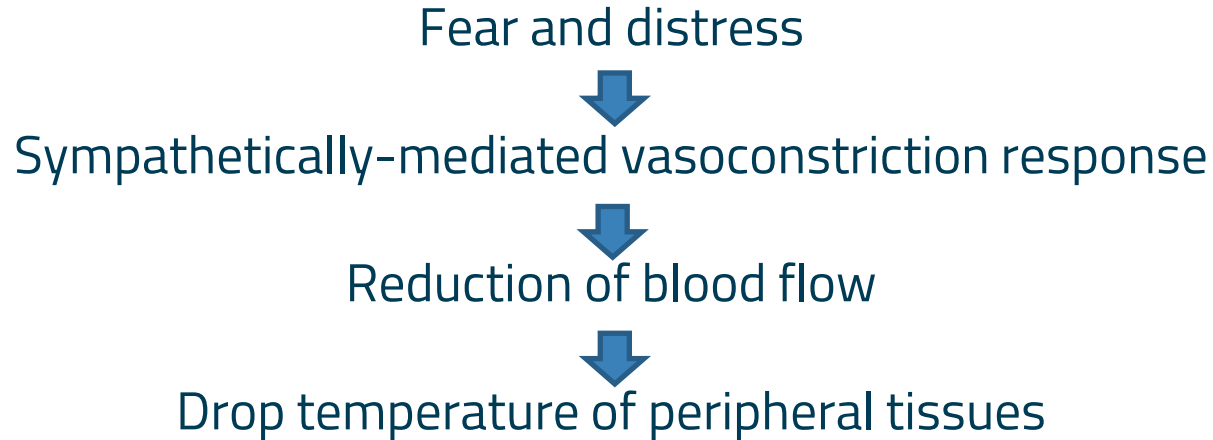 Fear and distress
Sympathetically-mediated vasoconstriction response
Reduction of blood flow
Drop temperature of peripheral tissues